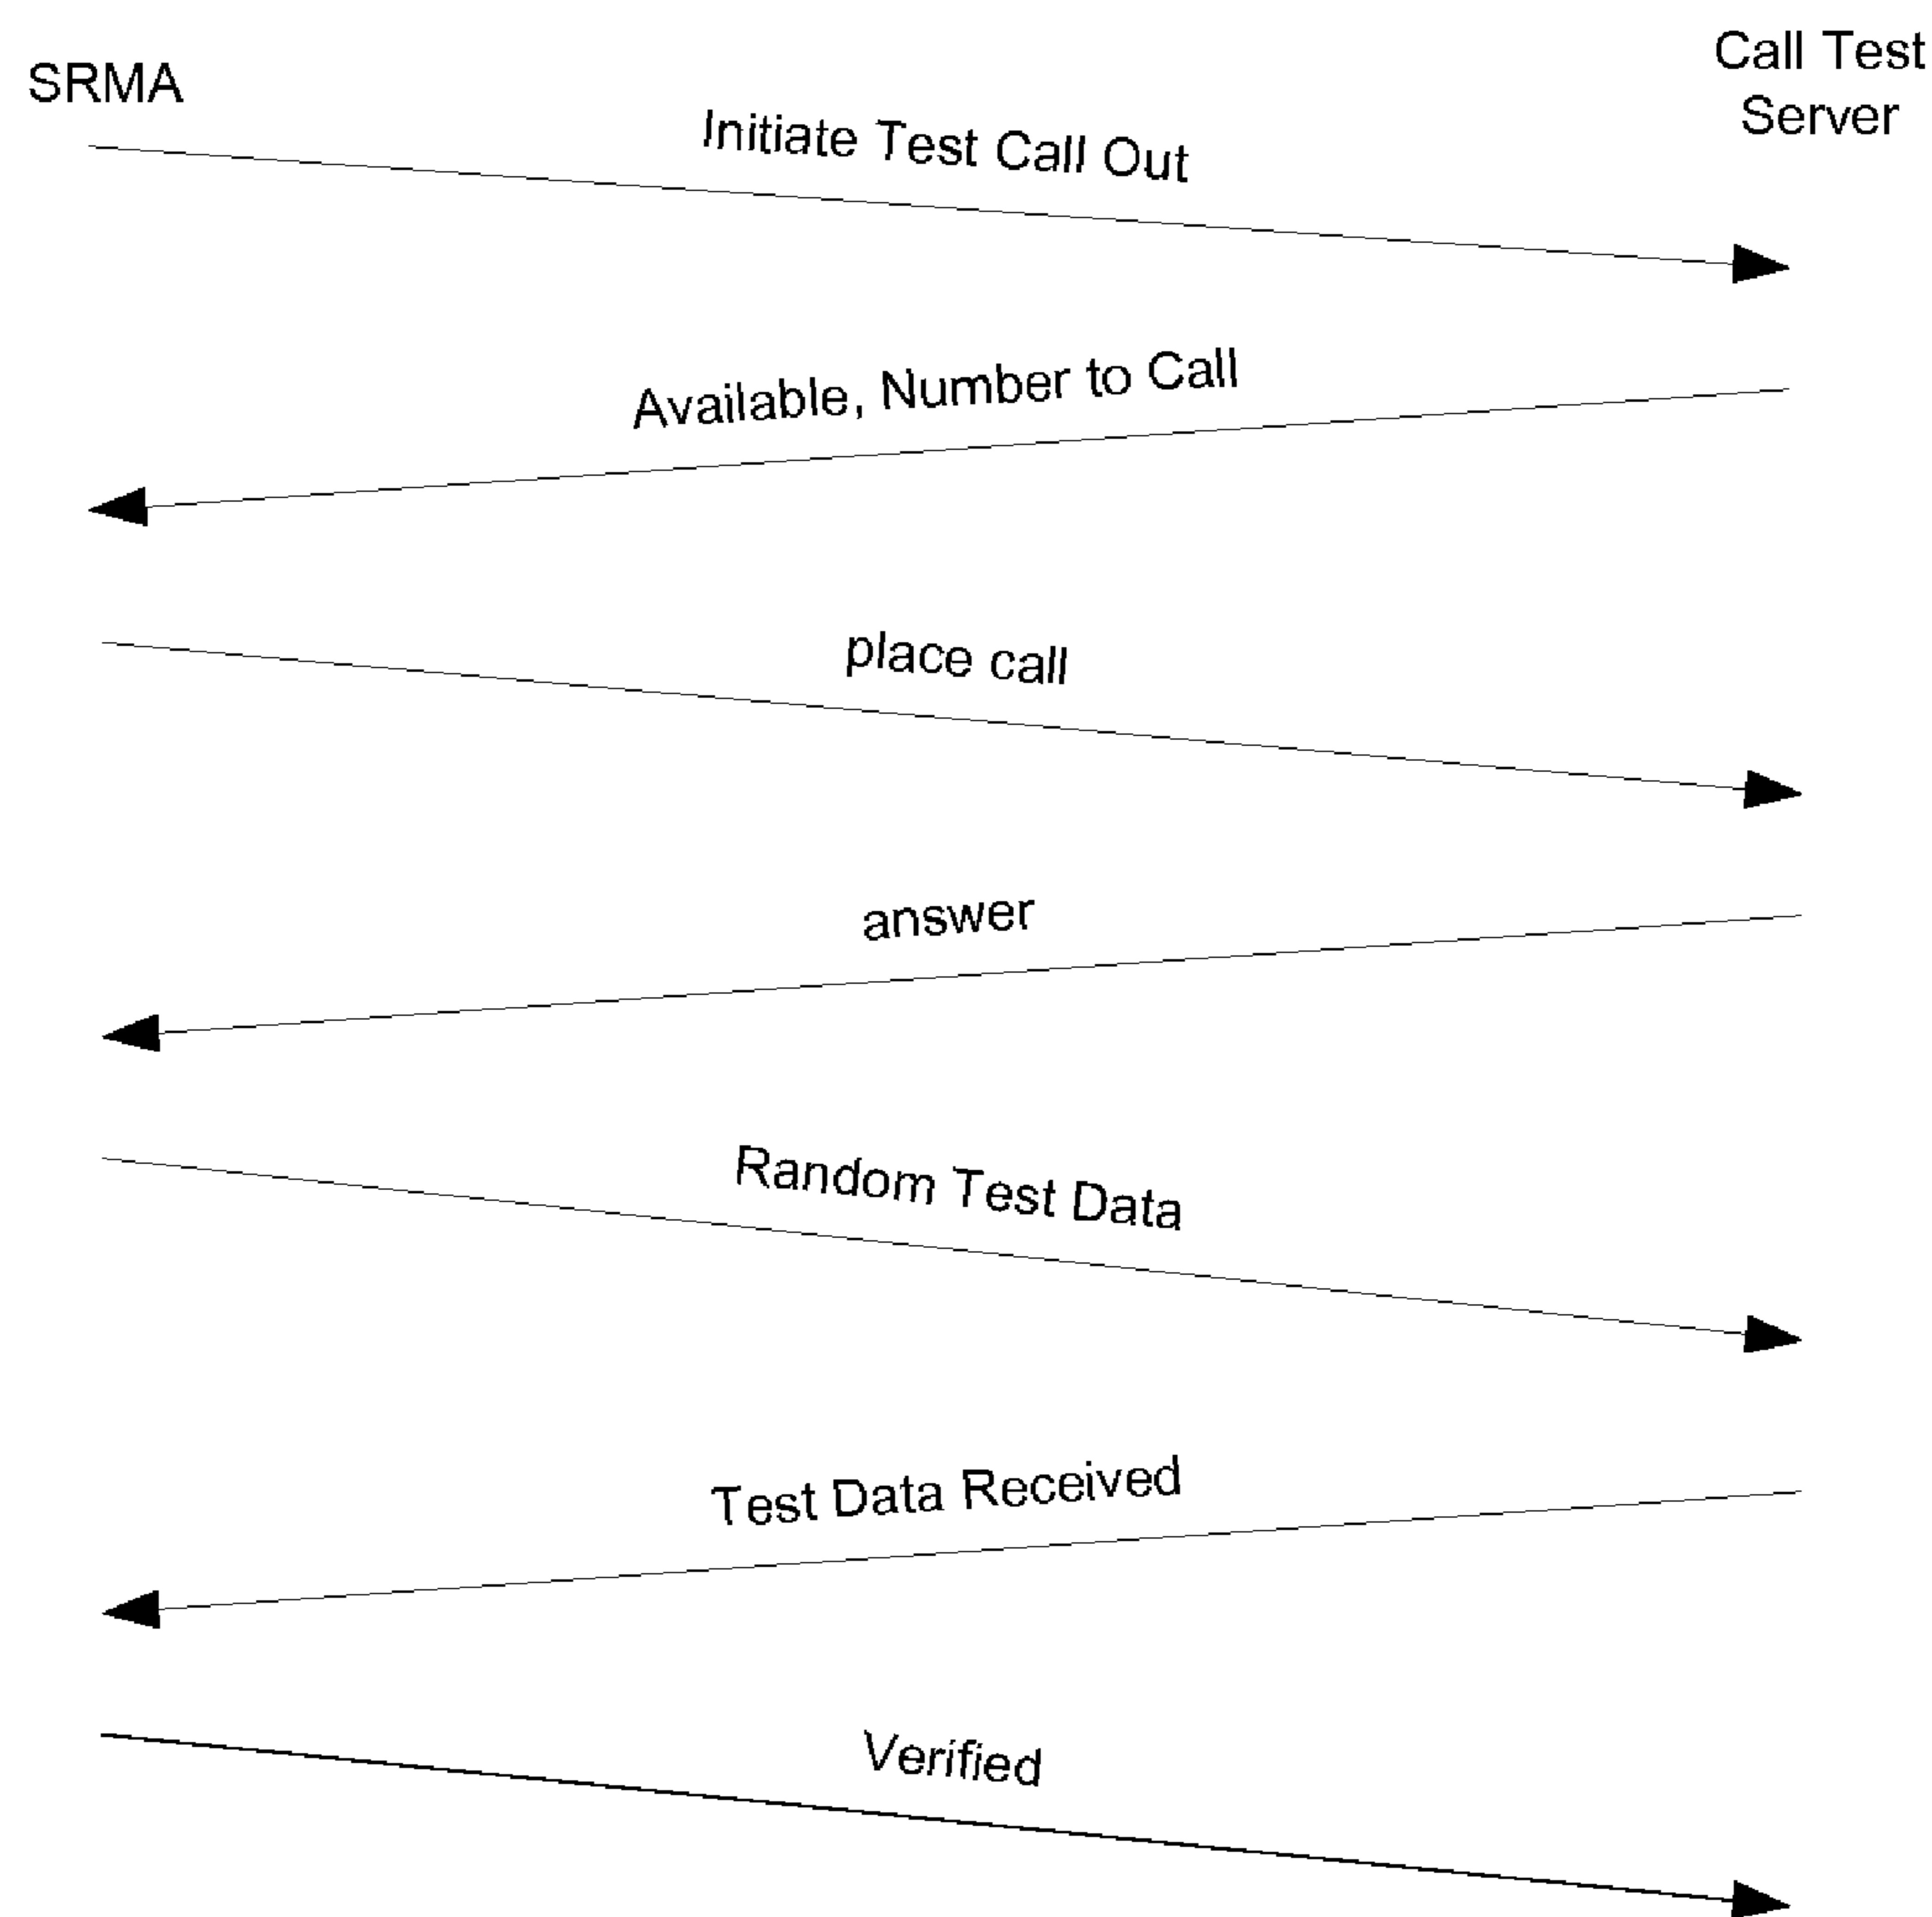 SRMA
Call Test
Server
Initiate Test Call Out
Available, Number to Call
place call
answer
Random Test Data
Test Data Received
Verified